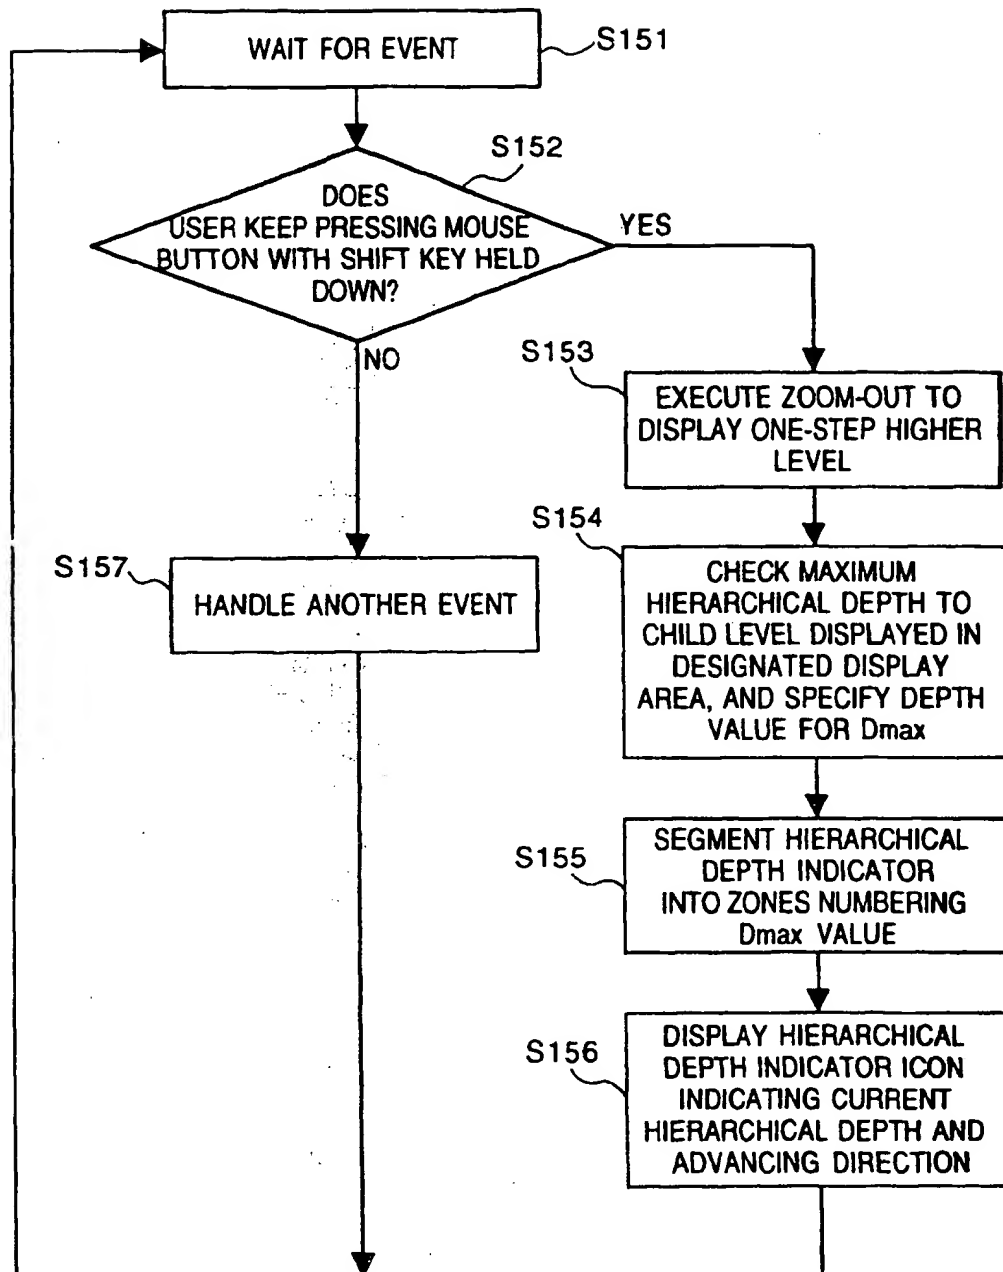 WAIT FOR EVENT
S151
S152
DOES
USER KEEP PRESSING MOUSE
BUTTON WITH SHIFT KEY HELD
DOWN?
YES
NO
S153
EXECUTE ZOOM-OUT TO
DISPLAY ONE-STEP HIGHER
LEVEL
S154
CHECK MAXIMUM
HIERARCHICAL DEPTH TO
CHILD LEVEL DISPLAYED IN
DESIGNATED DISPLAY
AREA, AND SPECIFY DEPTH
VALUE FOR Dmax
S157
HANDLE ANOTHER EVENT
S155
SEGMENT HIERARCHICAL
DEPTH INDICATOR
INTO ZONES NUMBERING
Dmax VALUE
S156
DISPLAY HIERARCHICAL
DEPTH INDICATOR ICON
INDICATING CURRENT
HIERARCHICAL DEPTH AND
ADVANCING DIRECTION